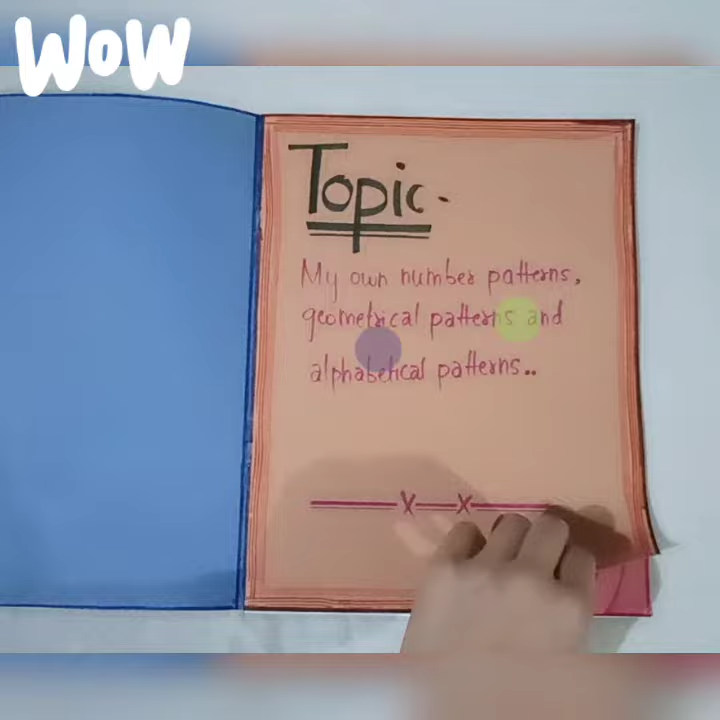 WOW
Topic.
My own number patterns,
geometrical patterns and
alphabetical patterns..